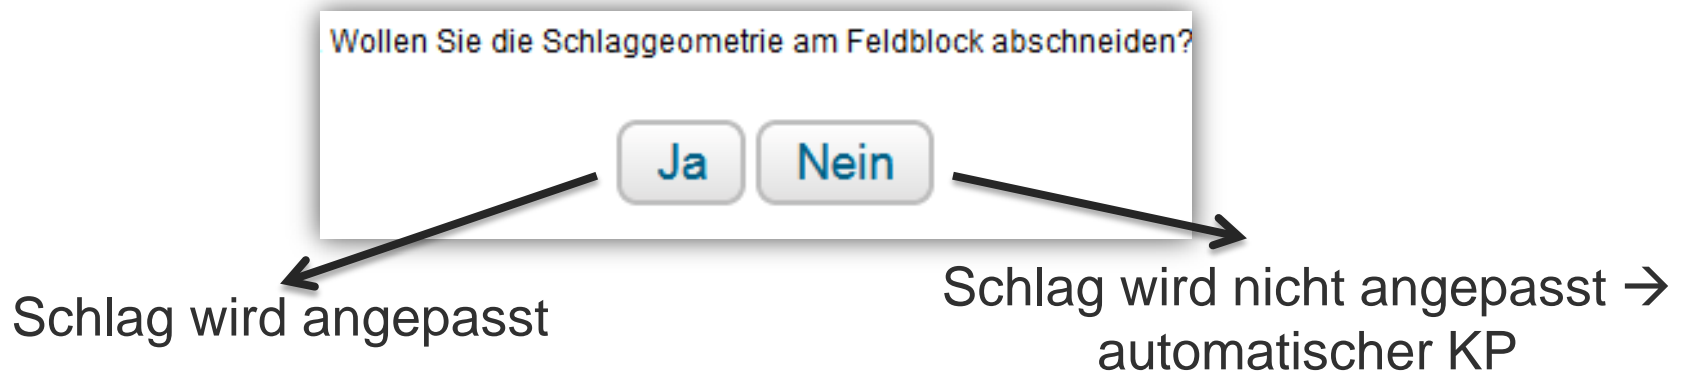 Wollen Sie die Schlaggeometrie am Feldblock abschneiden?
Ja
Nein
Schlag wird angepasst
Schlag wird nicht angepasst →
automatischer KP